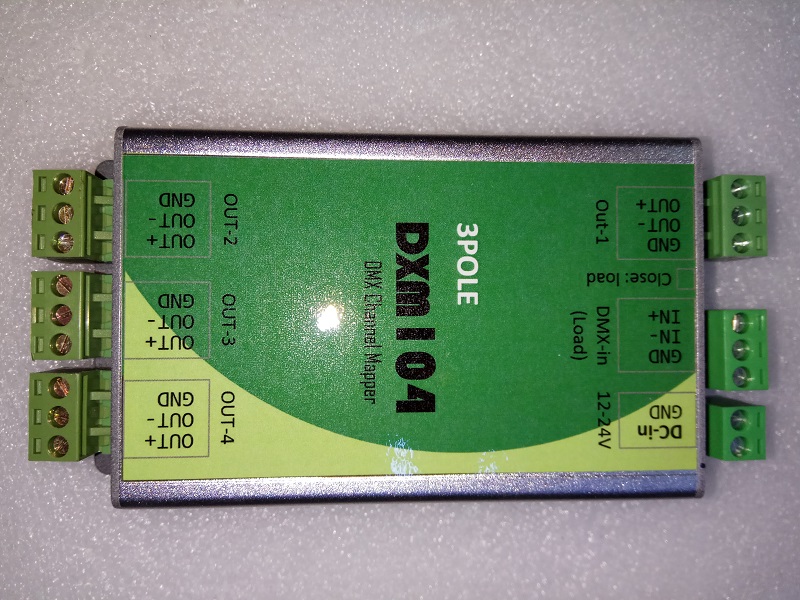 3POLE
DXM104
DMX Channel Mapper
OUT-2
GND
OUT-
OUT+
OUT-3
GND
OUT-
OUT+
OUT-4
GND
OUT-
OUT+
Out-1
OUT+
OUT-
GND
Close: load
DMX-in
(Load)
IN+
IN-
GND
12-24V
GND
DC-in